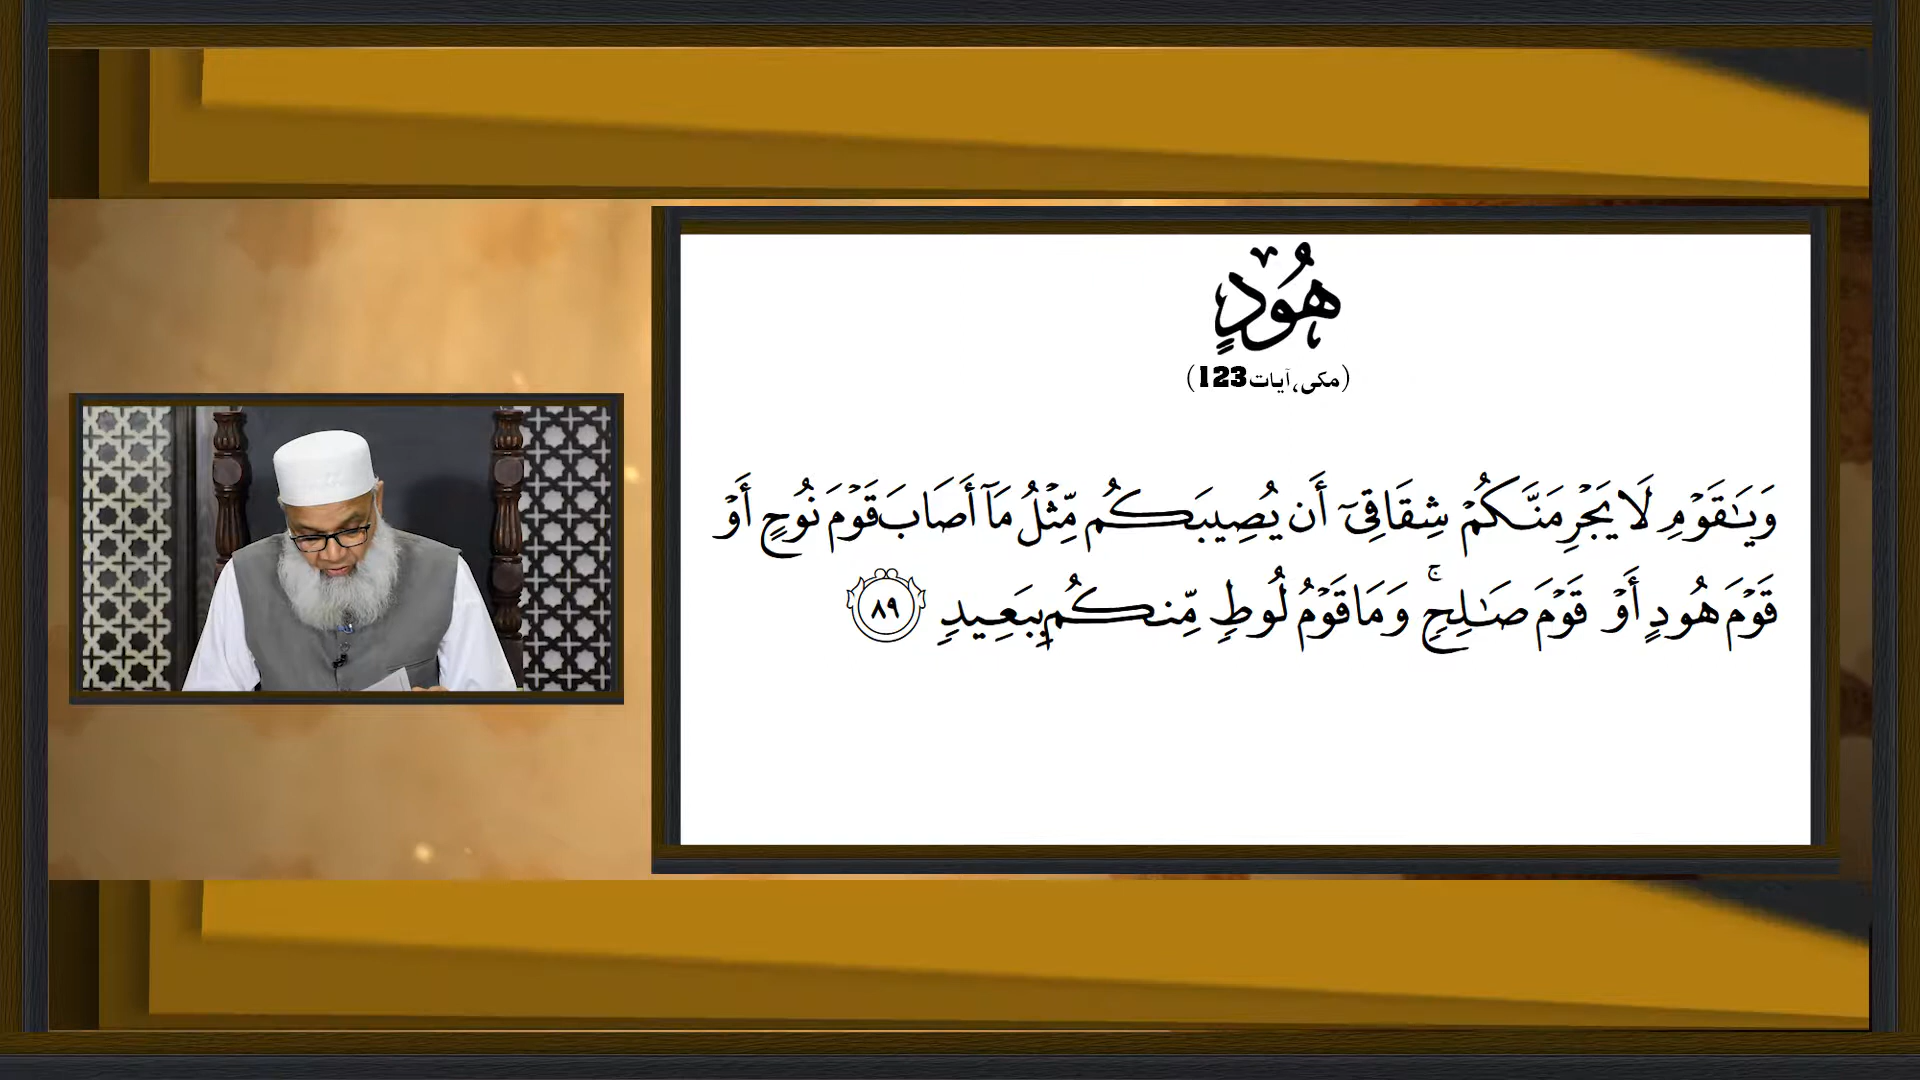 هُودٍ
(مکی، آیات 123)
وَيَٰقَوْمِ لَا يَجْرِمَنَّكُمْ شِقَاقِىٓ أَن يُصِيبَكُم مِّثْلُ مَآ أَصَابَ قَوْمَ نُوحٍ أَوْ
قَوْمَ هُودٍ أَوْ قَوْمَ صَٰلِحٍ ۚ وَمَا قَوْمُ لُوطٍ مِّنكُم بِبَعِيدٍ ٨٩